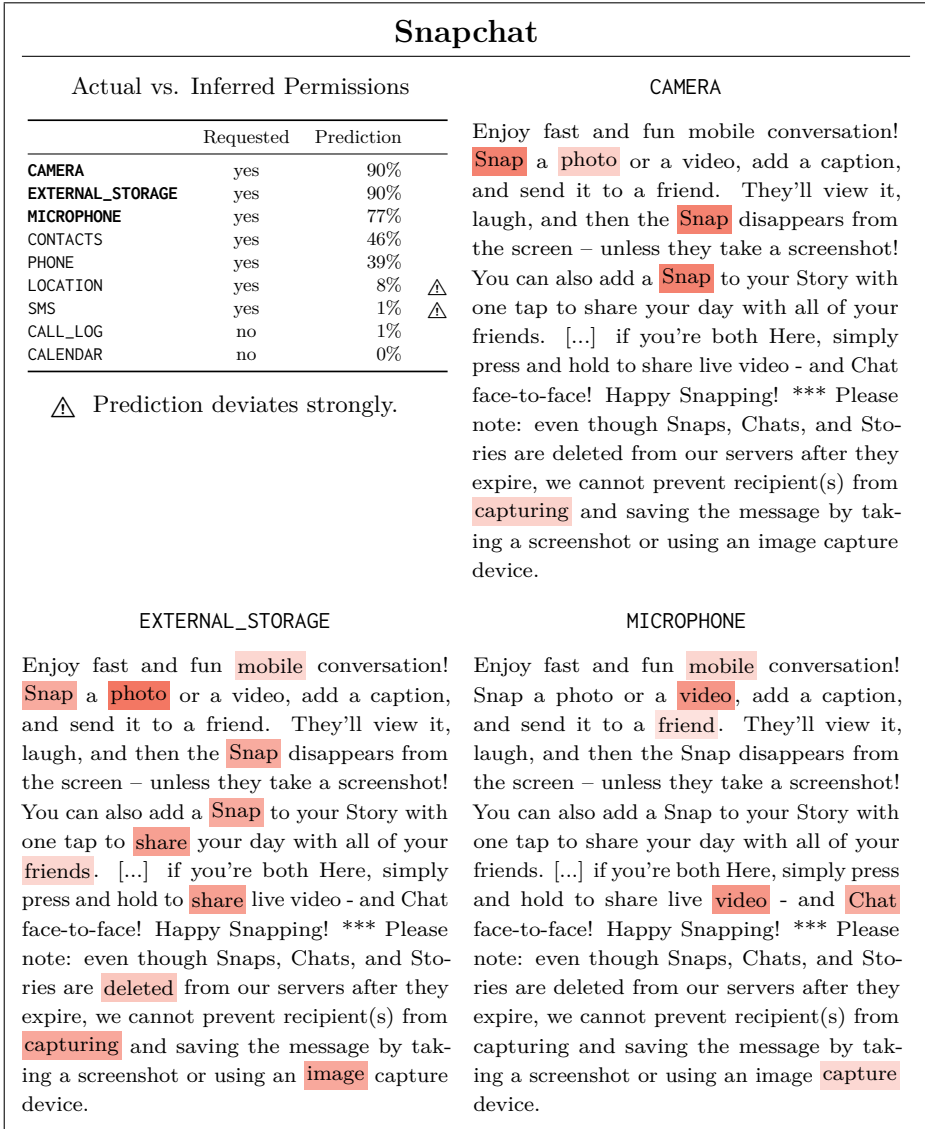 Snapchat
Actual vs. Inferred Permissions
Requested Prediction
CAMERA yes 90%
EXTERNAL_STORAGE yes 90%
MICROPHONE yes 77%
CONTACTS yes 46%
PHONE yes 39%
LOCATION yes 8% ⚠
SMS yes 1% ⚠
CALL_LOG no 1%
CALENDAR no 0%
⚠ Prediction deviates strongly.
CAMERA
Enjoy fast and fun mobile conversation!
Snap a photo or a video, add a caption,
and send it to a friend. They'll view it,
laugh, and then the Snap disappears from
the screen – unless they take a screenshot!
You can also add a Snap to your Story with
one tap to share your day with all of your
friends. [...] if you're both Here, simply
press and hold to share live video - and Chat
face-to-face! Happy Snapping! *** Please
note: even though Snaps, Chats, and Sto-
ries are deleted from our servers after they
expire, we cannot prevent recipient(s) from
capturing and saving the message by tak-
ing a screenshot or using an image capture
device.
EXTERNAL_STORAGE
Enjoy fast and fun mobile conversation!
Snap a photo or a video, add a caption,
and send it to a friend. They'll view it,
laugh, and then the Snap disappears from
the screen – unless they take a screenshot!
You can also add a Snap to your Story with
one tap to share your day with all of your
friends. [...] if you're both Here, simply
press and hold to share live video - and Chat
face-to-face! Happy Snapping! *** Please
note: even though Snaps, Chats, and Sto-
ries are deleted from our servers after they
expire, we cannot prevent recipient(s) from
capturing and saving the message by tak-
ing a screenshot or using an image capture
device.
MICROPHONE
Enjoy fast and fun mobile conversation!
Snap a photo or a video, add a caption,
and send it to a friend. They'll view it,
laugh, and then the Snap disappears from
the screen – unless they take a screenshot!
You can also add a Snap to your Story with
one tap to share your day with all of your
friends. [...] if you're both Here, simply press
and hold to share live video - and Chat
face-to-face! Happy Snapping! *** Please
note: even though Snaps, Chats, and Sto-
ries are deleted from our servers after they
expire, we cannot prevent recipient(s) from
capturing and saving the message by tak-
ing a screenshot or using an image capture
device.